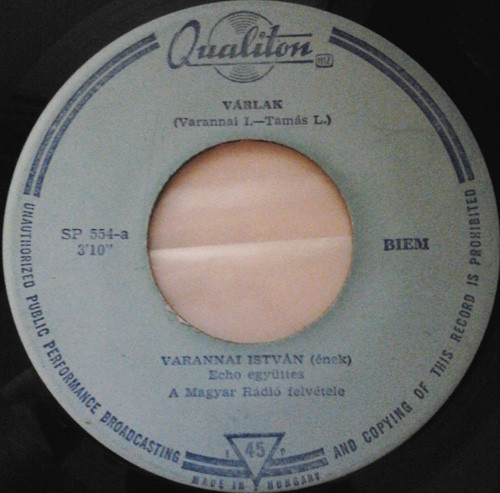 Qualiton
VÁRLAK
(Varannai I.—Tamás L.)
SP 554-a
3'10"
BIEM
VARANNAI ISTVÁN (ének)
Echo együttes
A Magyar Rádió felvétele
45
MADE IN HUNGARY
UNAUTHORIZED PUBLIC PERFORMANCE BROADCASTING AND COPYING OF THIS RECORD IS PROHIBITED